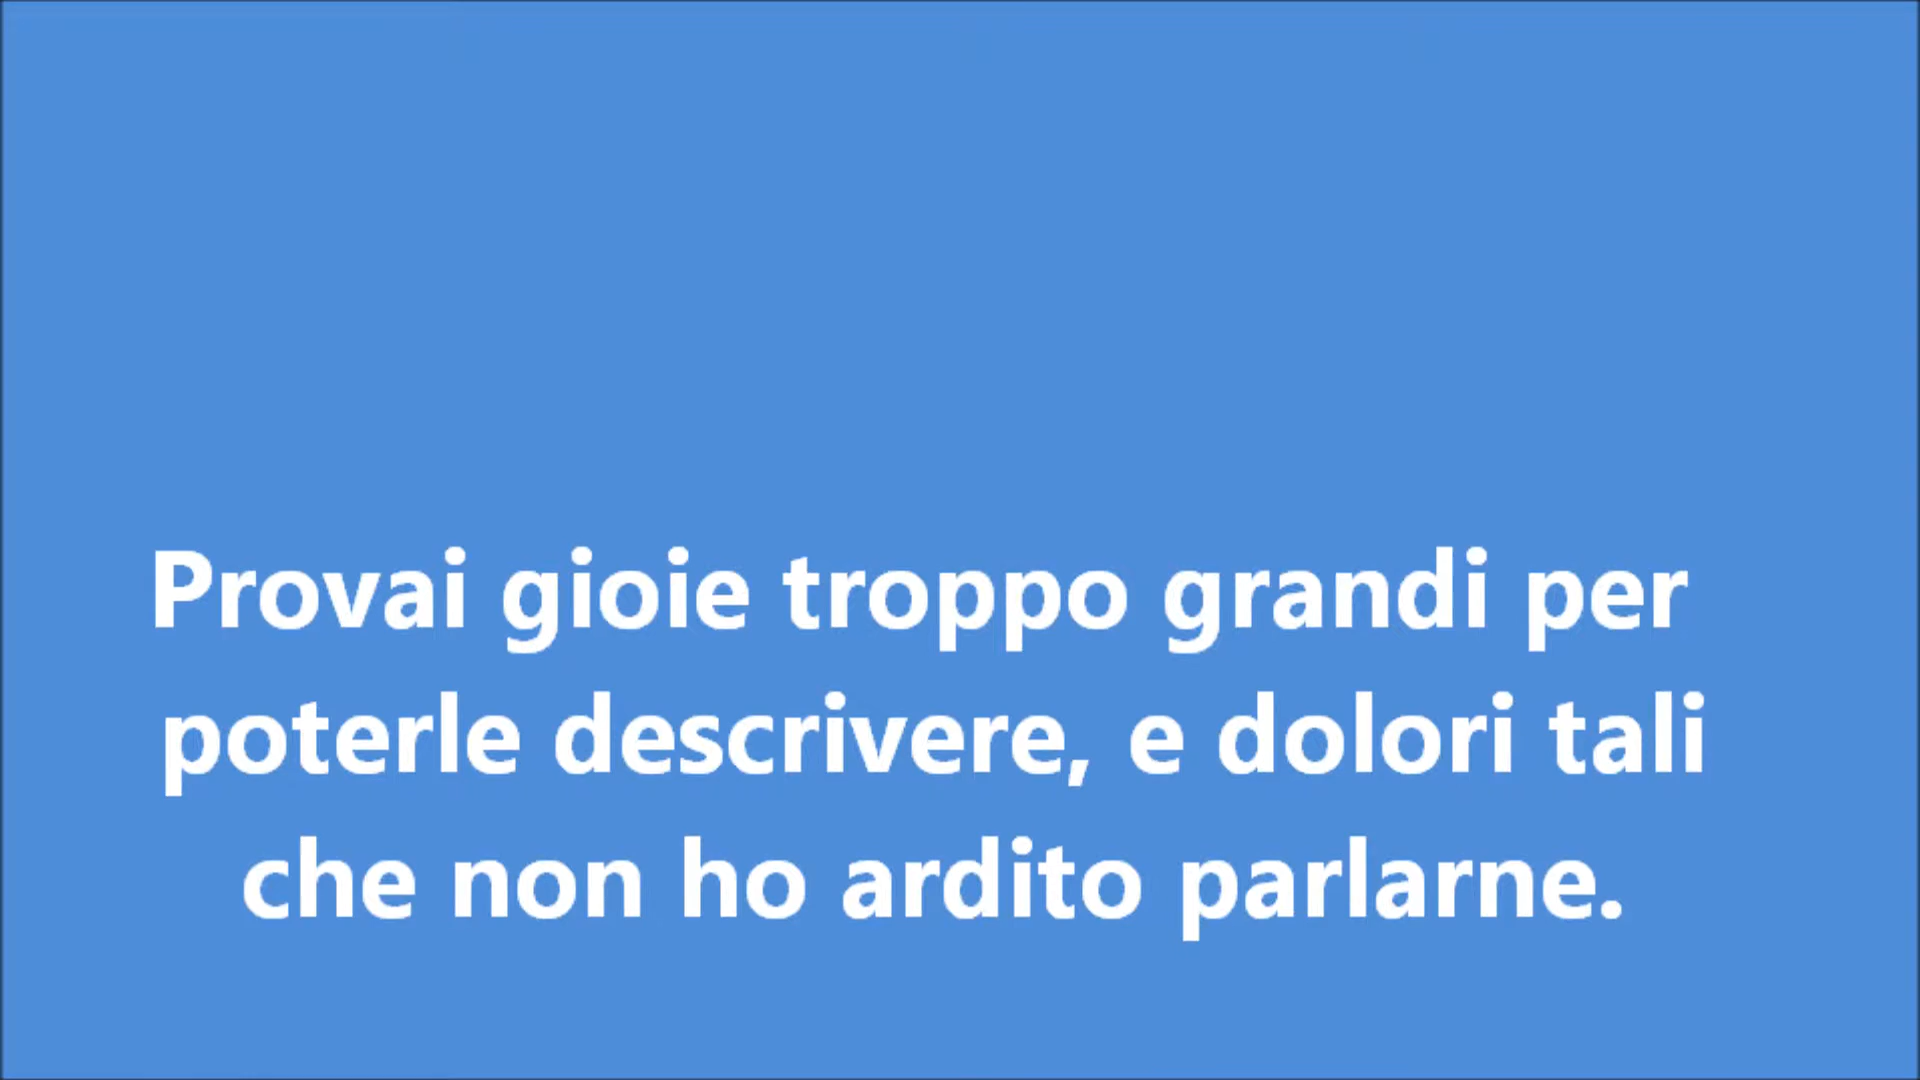 Provai gioie troppo grandi per
poterle descrivere, e dolori tali
che non ho ardito parlarne.